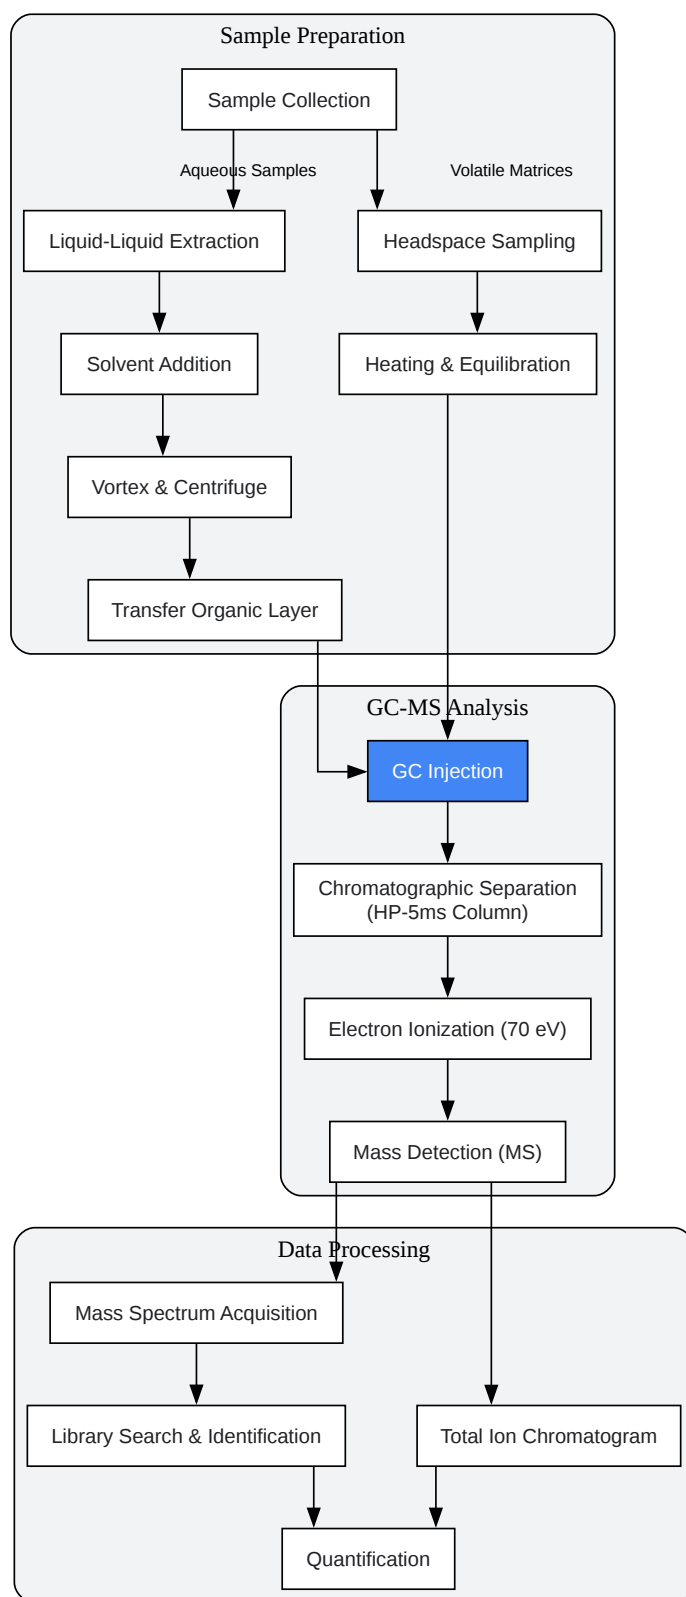 Sample Preparation
Sample Collection
Aqueous Samples
Volatile Matrices
Liquid-Liquid Extraction
Headspace Sampling
Solvent Addition
Heating & Equilibration
Vortex & Centrifuge
Transfer Organic Layer
GC-MS Analysis
GC Injection
Chromatographic Separation
(HP-5ms Column)
Electron Ionization (70 eV)
Mass Detection (MS)
Data Processing
Mass Spectrum Acquisition
Library Search & Identification
Total Ion Chromatogram
Quantification